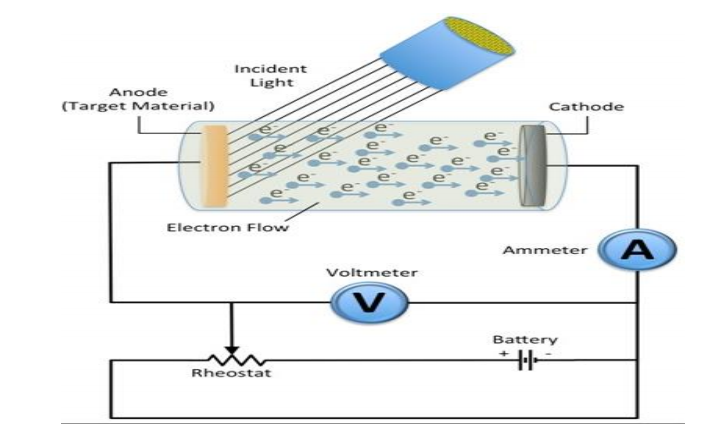 Incident
Light
Anode
(Target Material)
Cathode
e⁻ e⁻ e⁻
e⁻ e⁻ e⁻
e e⁻ e⁻ e⁻ e⁻
e⁻ e⁻ e⁻ e⁻ e⁻ e⁻
e⁻ e⁻ e⁻
Electron Flow
Ammeter
A
Voltmeter
V
Battery
+ -
Rheostat